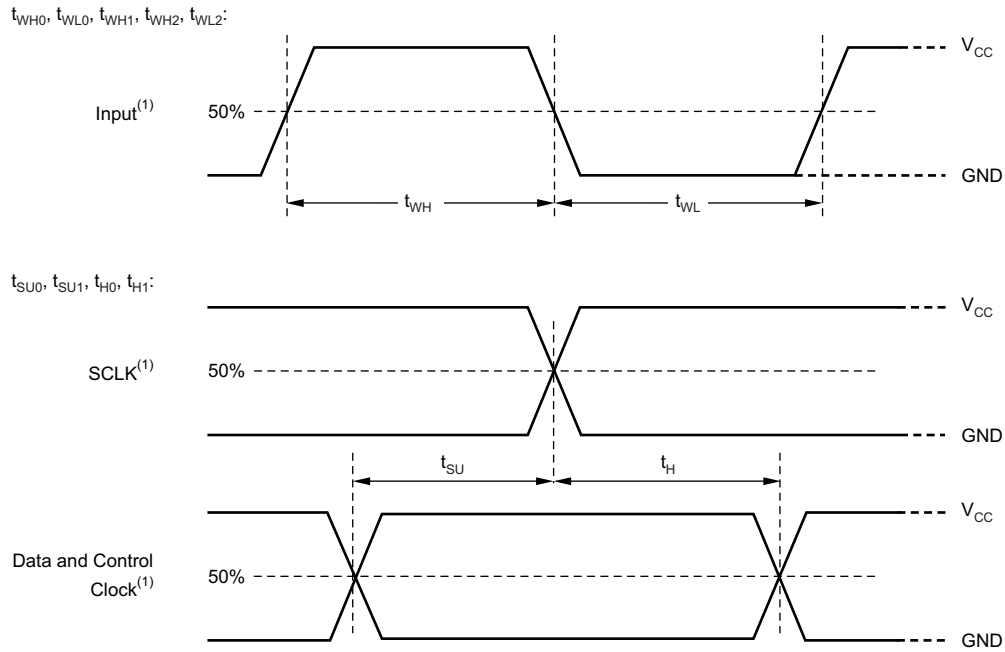 tWH0, tWL0, tWH1, tWH2, tWL2:
VCC
Input(1)
50%
GND
tWH
tWL
tSU0, tSU1, tH0, tH1:
VCC
SCLK(1)
50%
GND
tSU
tH
VCC
Data and Control
Clock(1)
50%
GND